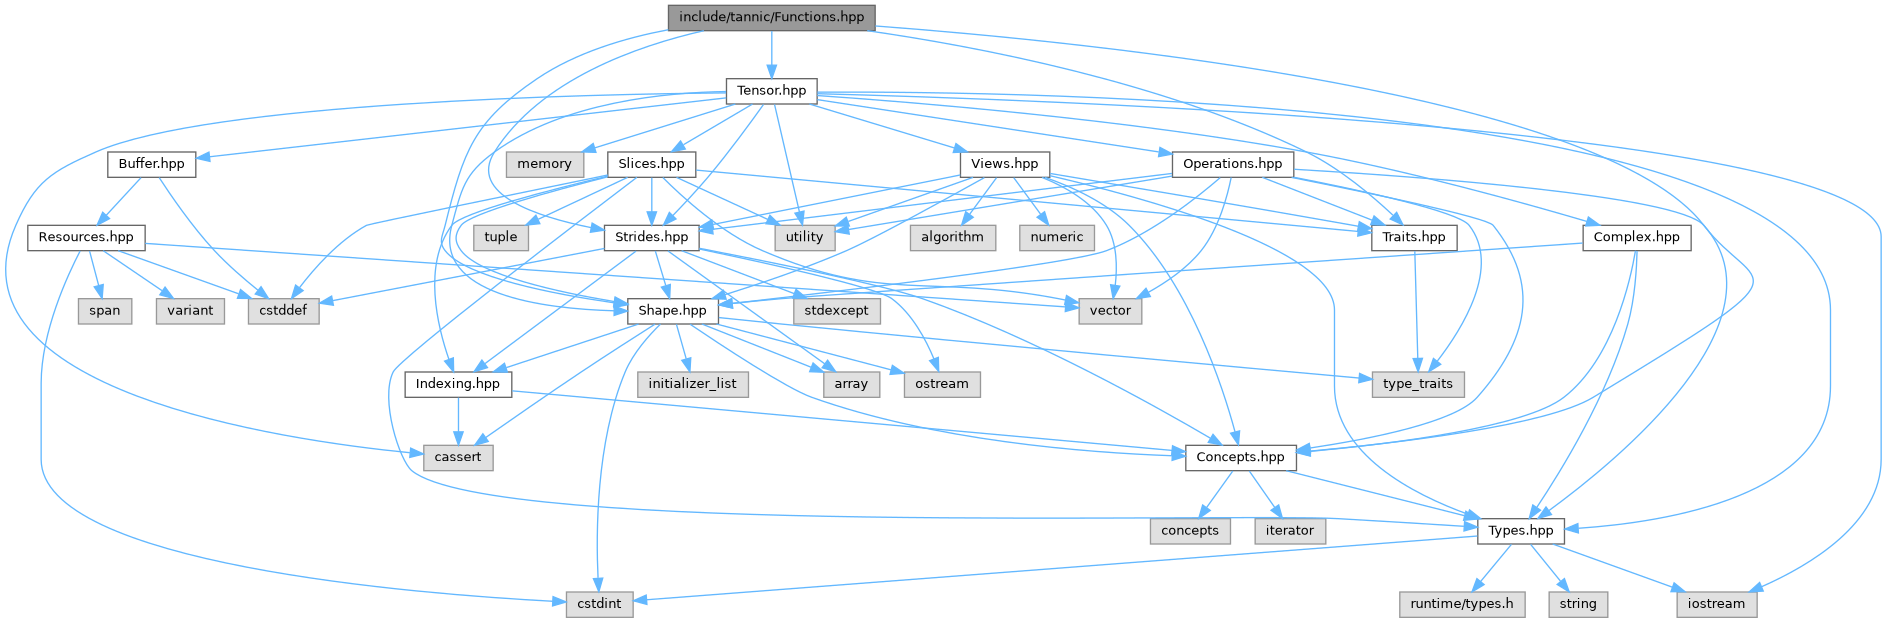 include/tannic/Functions.hpp
Tensor.hpp
Buffer.hpp
memory
Slices.hpp
Views.hpp
Operations.hpp
Resources.hpp
tuple
Strides.hpp
utility
algorithm
numeric
Traits.hpp
Complex.hpp
span
variant
cstddef
Shape.hpp
stdexcept
vector
Indexing.hpp
initializer_list
array
ostream
type_traits
cassert
Concepts.hpp
concepts
iterator
Types.hpp
cstdint
runtime/types.h
string
iostream